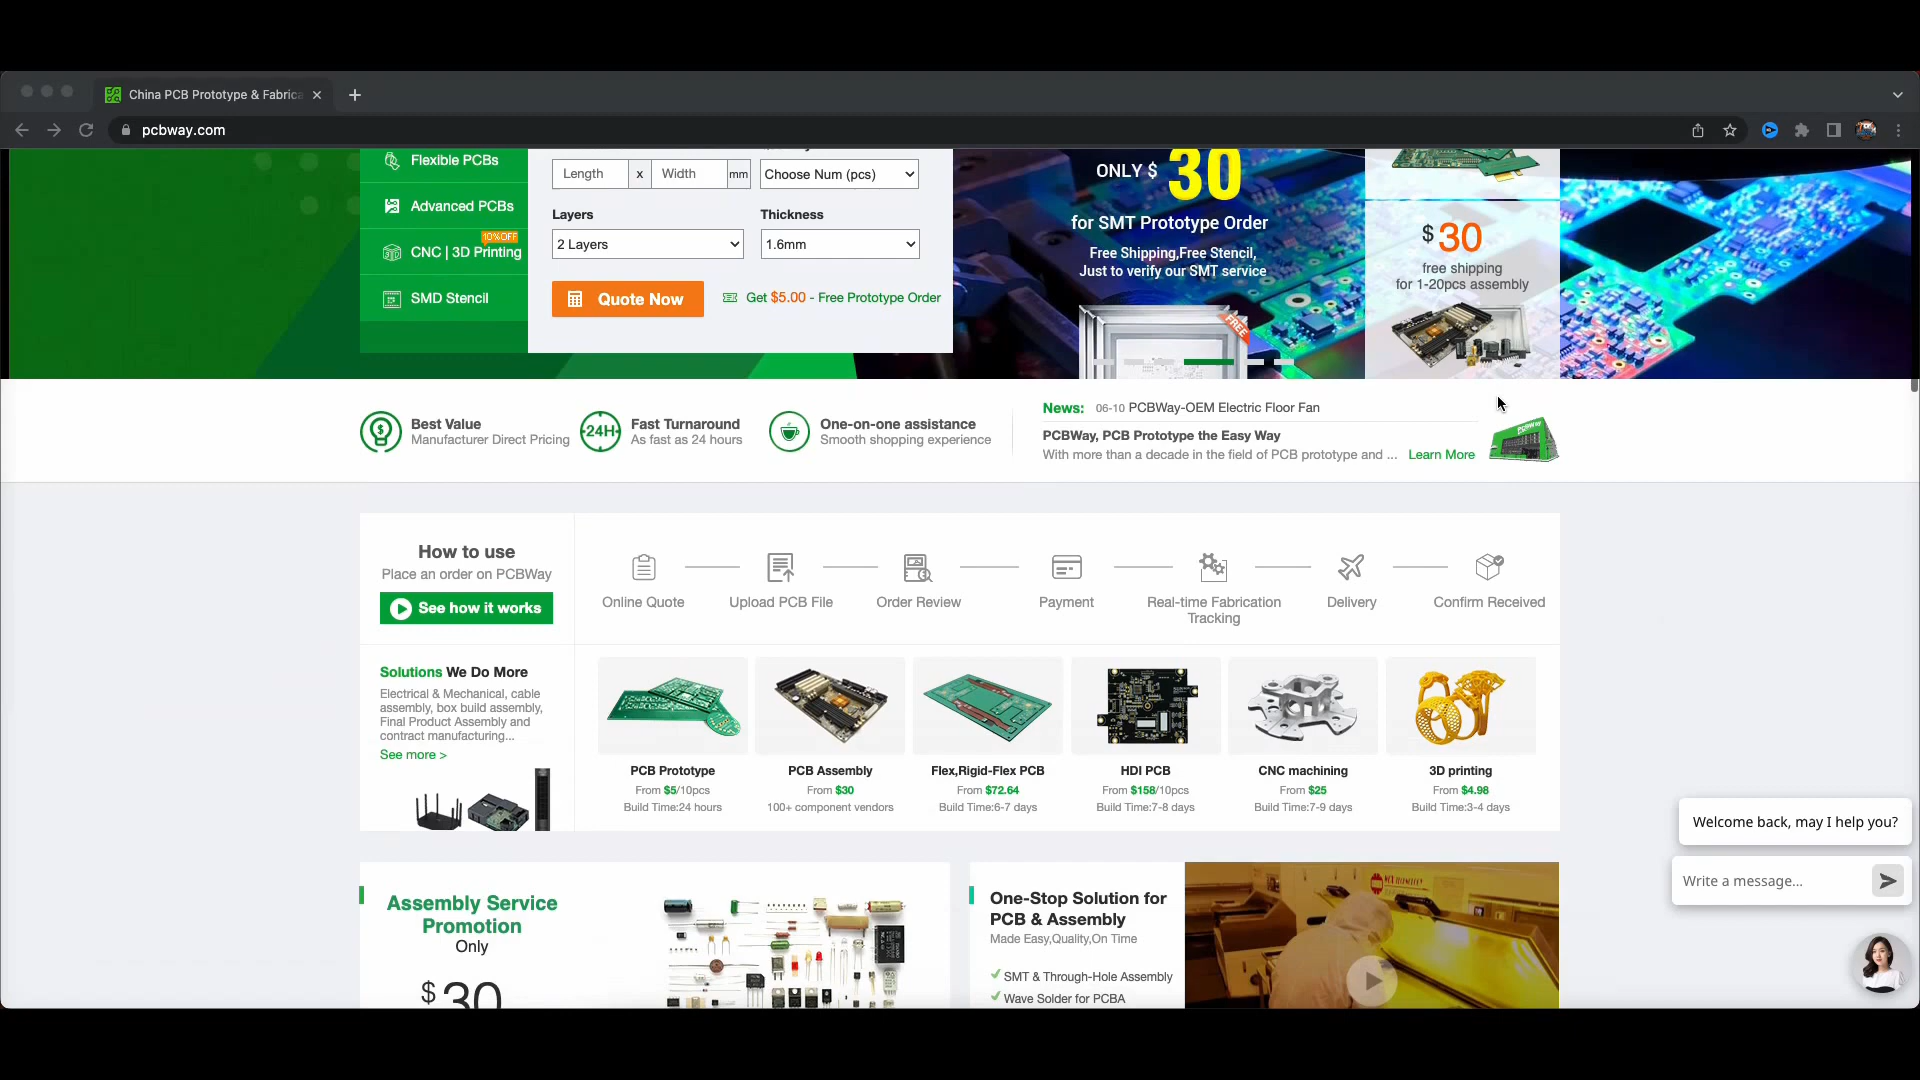 China PCB Prototype & Fabrica
pcbway.com
Flexible PCBs
Advanced PCBs
10%OFF
CNC | 3D Printing
SMD Stencil
Length x Width mm
Choose Num (pcs)
Layers
Thickness
2 Layers
1.6mm
Quote Now
Get $5.00 - Free Prototype Order
ONLY $ 30
for SMT Prototype Order
Free Shipping,Free Stencil,
Just to verify our SMT service
FREE
$30
free shipping
for 1-20pcs assembly
Best Value
Manufacturer Direct Pricing
24H
Fast Turnaround
As fast as 24 hours
One-on-one assistance
Smooth shopping experience
News: 06-10 PCBWay-OEM Electric Floor Fan
PCBWay, PCB Prototype the Easy Way
With more than a decade in the field of PCB prototype and ... Learn More
PCBWay
How to use
Place an order on PCBWay
See how it works
Online Quote
Upload PCB File
Order Review
Payment
Real-time Fabrication
Tracking
Delivery
Confirm Received
Solutions We Do More
Electrical & Mechanical, cable
assembly, box build assembly,
Final Product Assembly and
contract manufacturing...
See more >
PCB Prototype
From $5/10pcs
Build Time:24 hours
PCB Assembly
From $30
100+ component vendors
Flex,Rigid-Flex PCB
From $72.64
Build Time:6-7 days
HDI PCB
From $158/10pcs
Build Time:7-8 days
CNC machining
From $25
Build Time:7-9 days
3D printing
From $4.98
Build Time:3-4 days
Assembly Service
Promotion
Only
$30
One-Stop Solution for
PCB & Assembly
Made Easy,Quality,On Time
SMT & Through-Hole Assembly
Wave Solder for PCBA
Welcome back, may I help you?
Write a message...